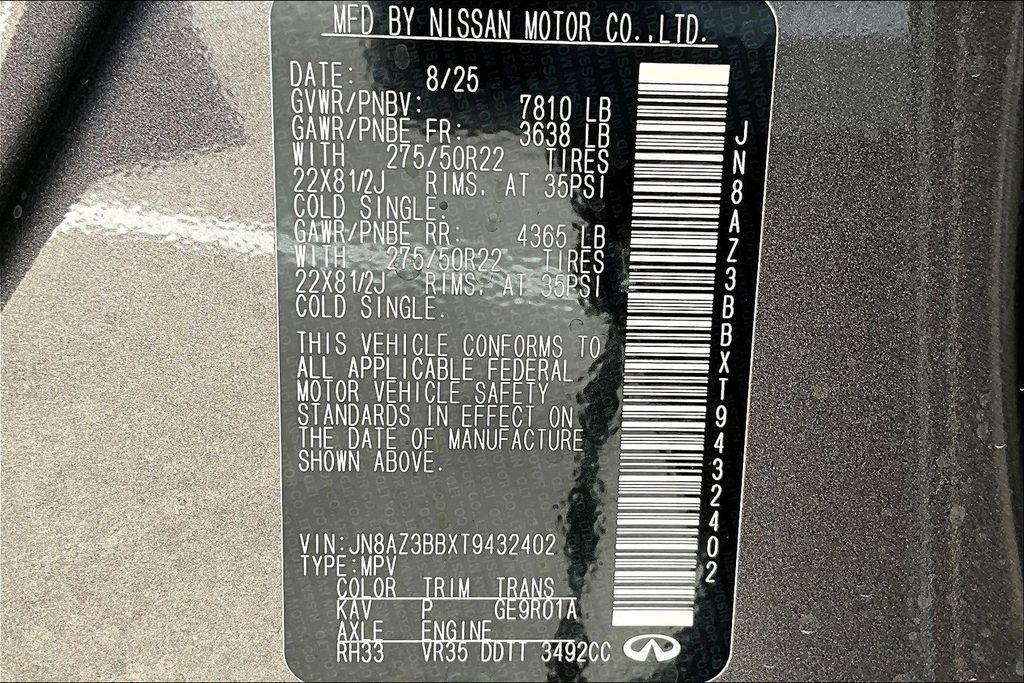 MFD BY NISSAN MOTOR CO.,LTD.
DATE: 8/25
GVWR/PNBV: 7810 LB
GAWR/PNBE FR: 3638 LB
WITH 275/50R22 TIRES
22X81/2J RIMS, AT 35PSI
COLD SINGLE.
GAWR/PNBE RR: 4365 LB
WITH 275/50R22 TIRES
22X81/2J RIMS, AT 35PSI
COLD SINGLE.
THIS VEHICLE CONFORMS TO
ALL APPLICABLE FEDERAL
MOTOR VEHICLE SAFETY
STANDARDS IN EFFECT ON
THE DATE OF MANUFACTURE
SHOWN ABOVE.
VIN:JN8AZ3BBXT9432402
TYPE:MPV
COLOR TRIM TRANS
KAV P GE9R01A
AXLE ENGINE
RH33 VR35 DDTT 3492CC
JN8AZ3BBXT9432402